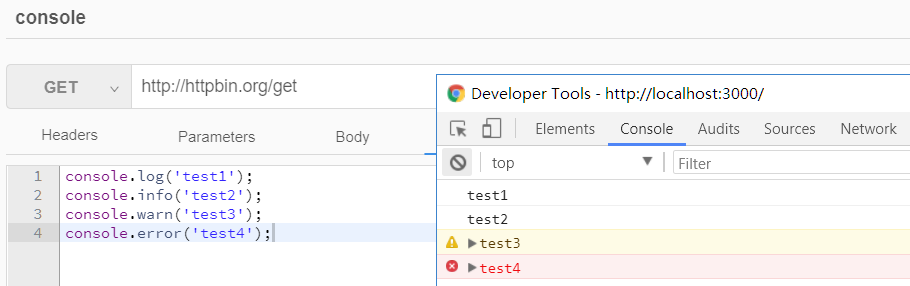 console
GET http://httpbin.org/get
Headers Parameters Body
1 console.log('test1');
2 console.info('test2');
3 console.warn('test3');
4 console.error('test4');
Developer Tools - http://localhost:3000/
Elements Console Audits Sources Network
top Filter
test1
test2
test3
test4